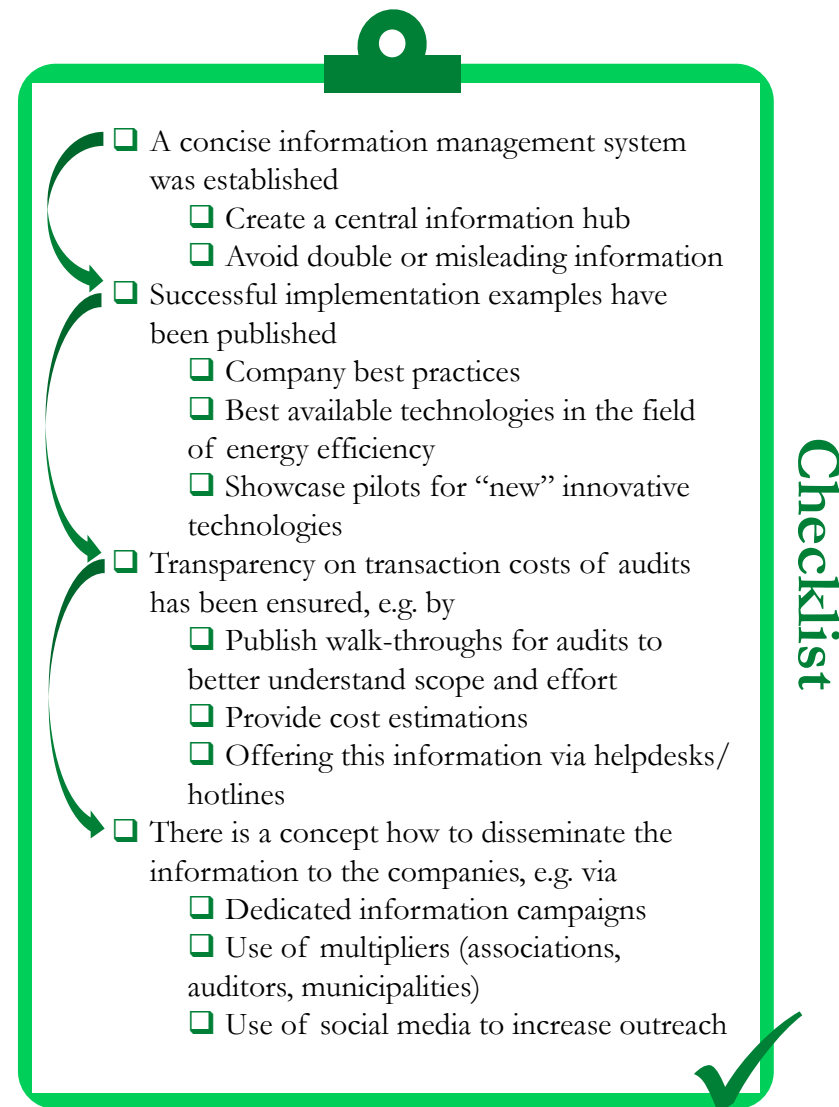 ❑ A concise information management system
was established
❑ Create a central information hub
❑ Avoid double or misleading information
❑ Successful implementation examples have
been published
❑ Company best practices
❑ Best available technologies in the field
of energy efficiency
❑ Showcase pilots for “new” innovative
technologies
❑ Transparency on transaction costs of audits
has been ensured, e.g. by
❑ Publish walk-throughs for audits to
better understand scope and effort
❑ Provide cost estimations
❑ Offering this information via helpdesks/
hotlines
❑ There is a concept how to disseminate the
information to the companies, e.g. via
❑ Dedicated information campaigns
❑ Use of multipliers (associations,
auditors, municipalities)
❑ Use of social media to increase outreach
Checklist